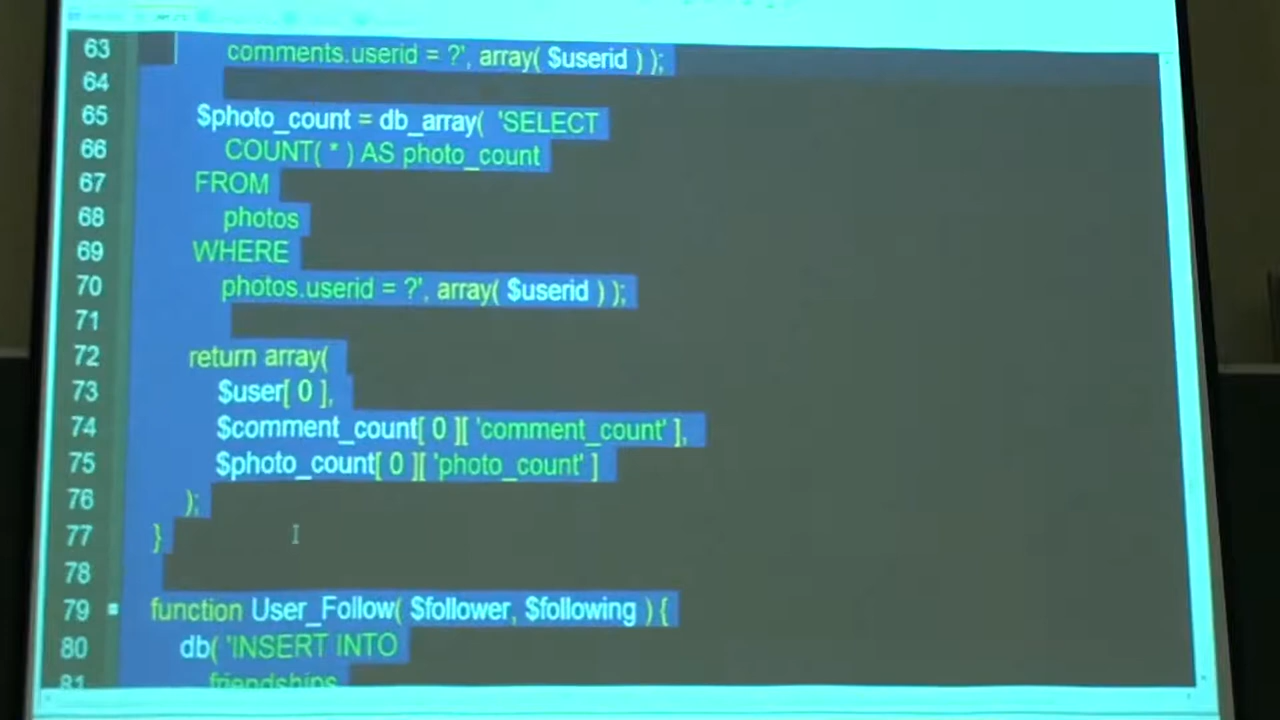 63 comments.userid = ?', array( $userid ) );
64
65 $photo_count = db_array( 'SELECT
66 COUNT( * ) AS photo_count
67 FROM
68 photos
69 WHERE
70 photos.userid = ?', array( $userid ) );
71
72 return array(
73 $user[ 0 ],
74 $comment_count[ 0 ][ 'comment_count' ],
75 $photo_count[ 0 ][ 'photo_count' ]
76 );
77 }
78
79 function User_Follow( $follower, $following ) {
80 db( 'INSERT INTO
81 friendships